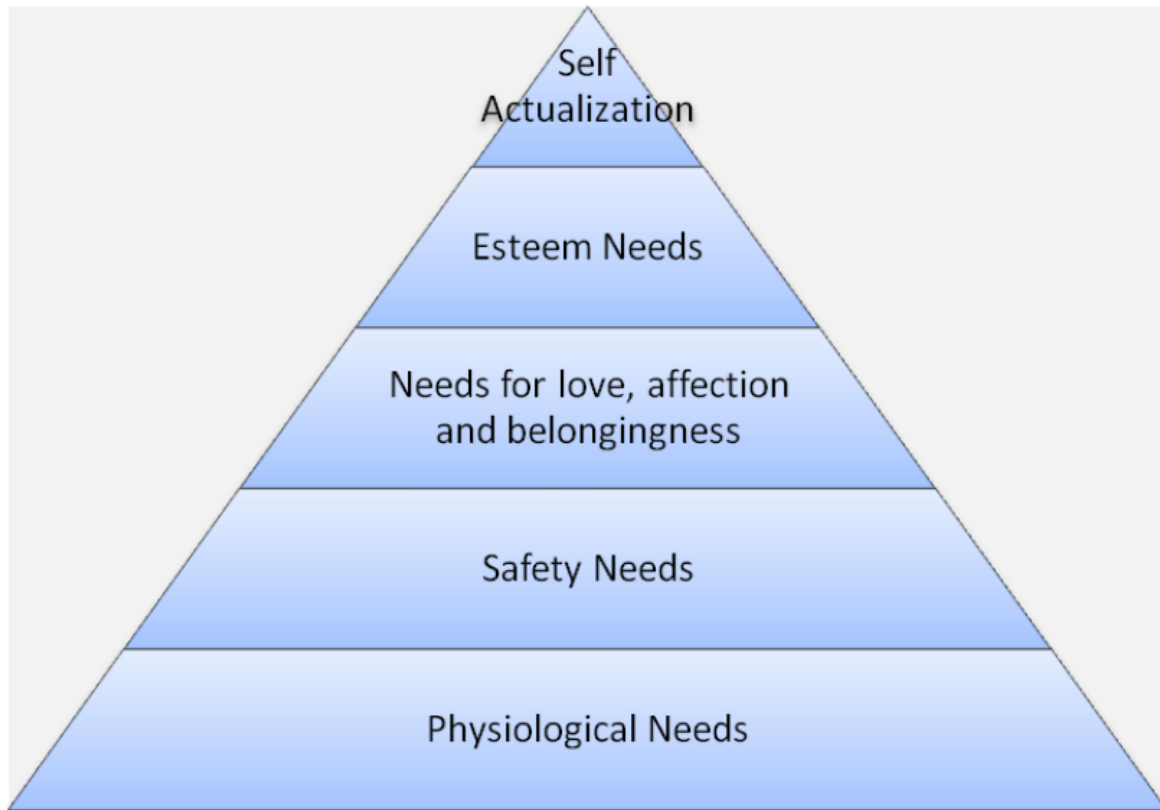 Self
Actualization
Esteem Needs
Needs for love, affection
and belongingness
Safety Needs
Physiological Needs